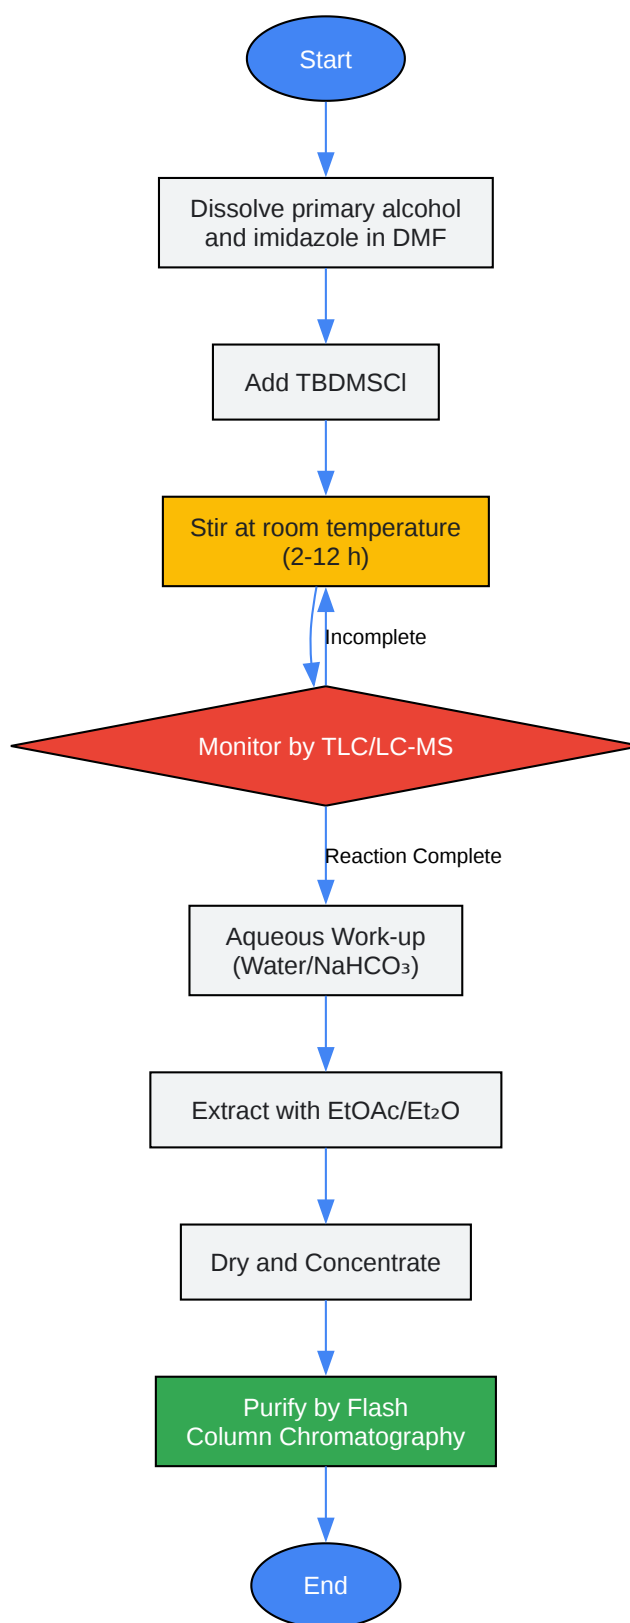 Start
Dissolve primary alcohol
and imidazole in DMF
Add TBDMSCl
Stir at room temperature
(2-12 h)
Incomplete
Monitor by TLC/LC-MS
Reaction Complete
Aqueous Work-up
(Water/NaHCO₃)
Extract with EtOAc/Et₂O
Dry and Concentrate
Purify by Flash
Column Chromatography
End